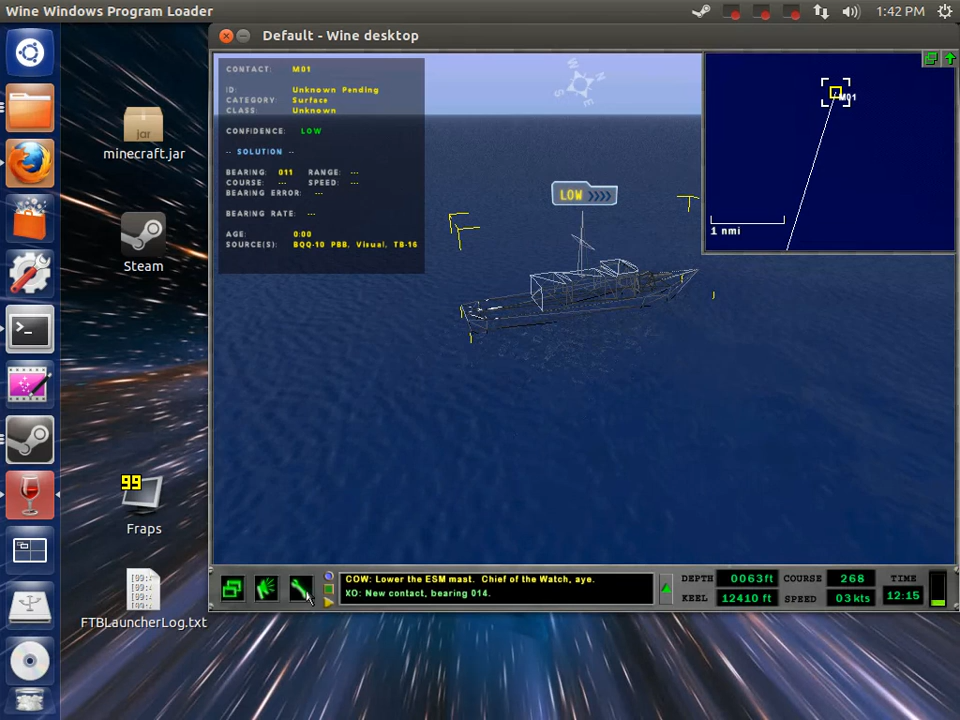 Wine Windows Program Loader
1:42 PM
Default - Wine desktop
minecraft.jar
jar
Steam
99
Fraps
FTBLauncherLog.txt
CONTACT: M01
ID: Unknown Pending
CATEGORY: Surface
CLASS: Unknown
CONFIDENCE: LOW
-- SOLUTION --
BEARING: 011 RANGE: ---
COURSE: --- SPEED: ---
BEARING ERROR: ---
BEARING RATE: ---
AGE: 0:00
SOURCE(S): BQQ-10 PBB, Visual, TB-16
N
W
E
S
LOW
M01
1 nmi
COW: Lower the ESM mast. Chief of the Watch, aye.
XO: New contact, bearing 014.
DEPTH 0063ft COURSE 268 TIME
KEEL 12410 ft SPEED 03 kts 12:15